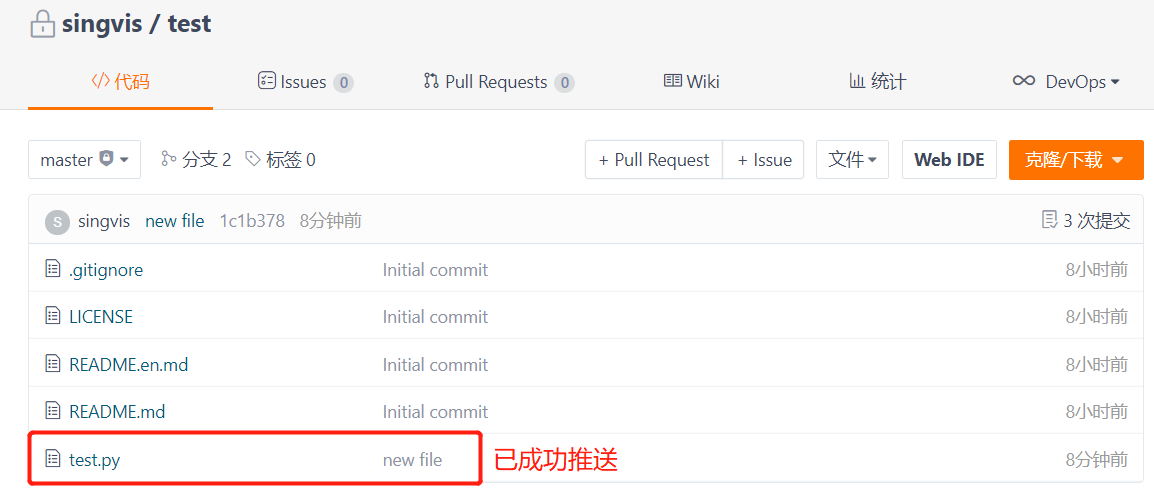 singvis / test
代码 Issues 0 Pull Requests 0 Wiki 统计 DevOps
master 分支 2 标签 0 + Pull Request + Issue 文件 Web IDE 克隆/下载
S singvis new file 1c1b378 8分钟前 3 次提交
.gitignore Initial commit 8小时前
LICENSE Initial commit 8小时前
README.en.md Initial commit 8小时前
README.md Initial commit 8小时前
test.py new file 已成功推送 8分钟前